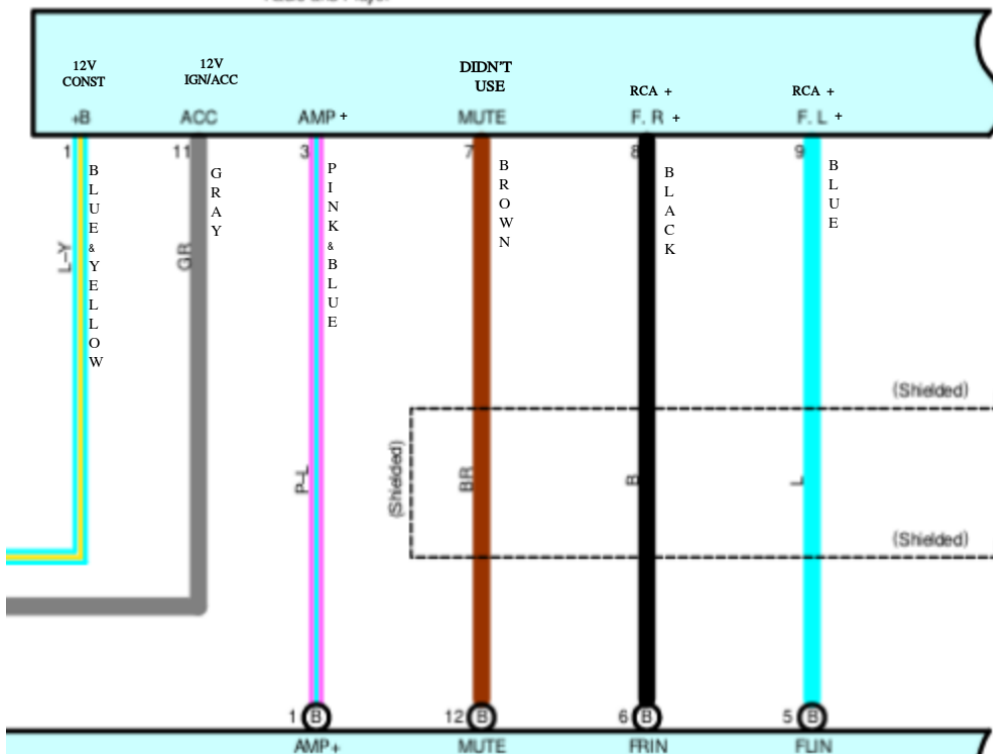 12V
CONST
12V
IGN/ACC
DIDN'T
USE
RCA +
RCA +
+B
ACC
AMP +
MUTE
F. R +
F. L +
1
11
3
7
8
9
BLUE&YELLOW
GRAY
PINK&BLUE
BROWN
BLACK
BLUE
L-Y
GR
(Shielded)
(Shielded)
P-L
BR
B
L
(Shielded)
1 B
12 B
6 B
5 B
AMP+
MUTE
FRIN
FLIN